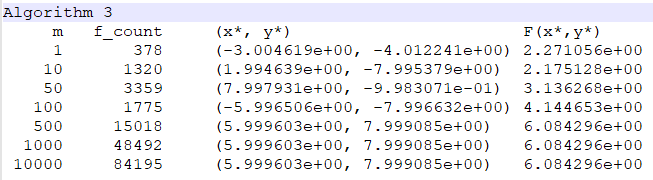 Algorithm 3
m f_count (x*, y*) F(x*,y*)
1 378 (-3.004619e+00, -4.012241e+00) 2.271056e+00
10 1320 (1.994639e+00, -7.995379e+00) 2.175128e+00
50 3359 (7.997931e+00, -9.983071e-01) 3.136268e+00
100 1775 (-5.996506e+00, -7.996632e+00) 4.144653e+00
500 15018 (5.999603e+00, 7.999085e+00) 6.084296e+00
1000 48492 (5.999603e+00, 7.999085e+00) 6.084296e+00
10000 84195 (5.999603e+00, 7.999085e+00) 6.084296e+00